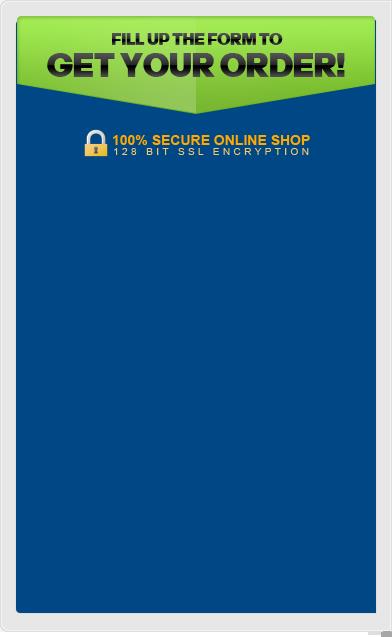 FILL UP THE FORM TO
GET YOUR ORDER!
100% SECURE ONLINE SHOP
128 BIT SSL ENCRYPTION